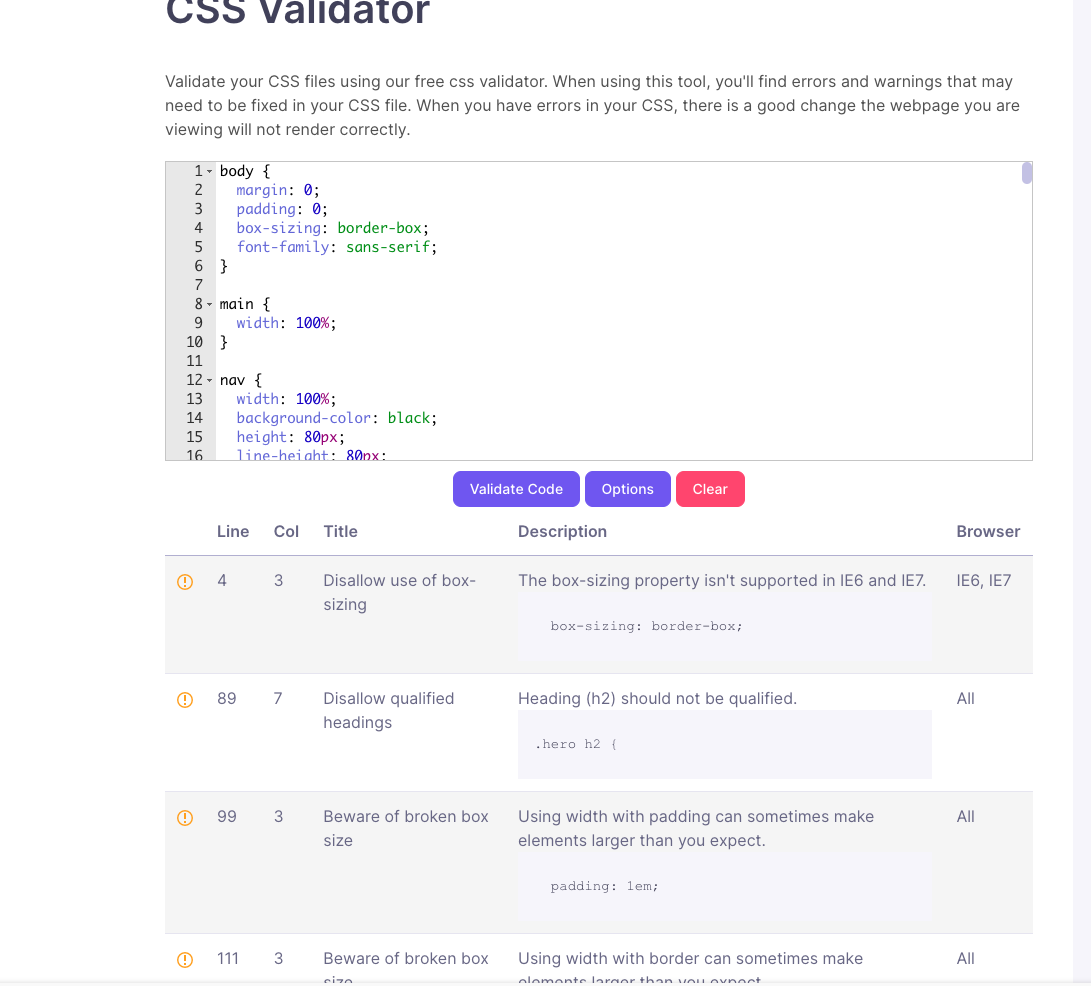 CSS Validator
Validate your CSS files using our free css validator. When using this tool, you'll find errors and warnings that may
need to be fixed in your CSS file. When you have errors in your CSS, there is a good change the webpage you are
viewing will not render correctly.
1 body {
2 margin: 0;
3 padding: 0;
4 box-sizing: border-box;
5 font-family: sans-serif;
6 }
7
8 main {
9 width: 100%;
10 }
11
12 nav {
13 width: 100%;
14 background-color: black;
15 height: 80px;
16 line-height: 80px;
Validate Code Options Clear
Line Col Title Description Browser
4 3 Disallow use of box- The box-sizing property isn't supported in IE6 and IE7. IE6, IE7
sizing
box-sizing: border-box;
89 7 Disallow qualified Heading (h2) should not be qualified. All
headings
.hero h2 {
99 3 Beware of broken box Using width with padding can sometimes make All
size elements larger than you expect.
padding: 1em;
111 3 Beware of broken box Using width with border can sometimes make All
size elements larger than you expect.